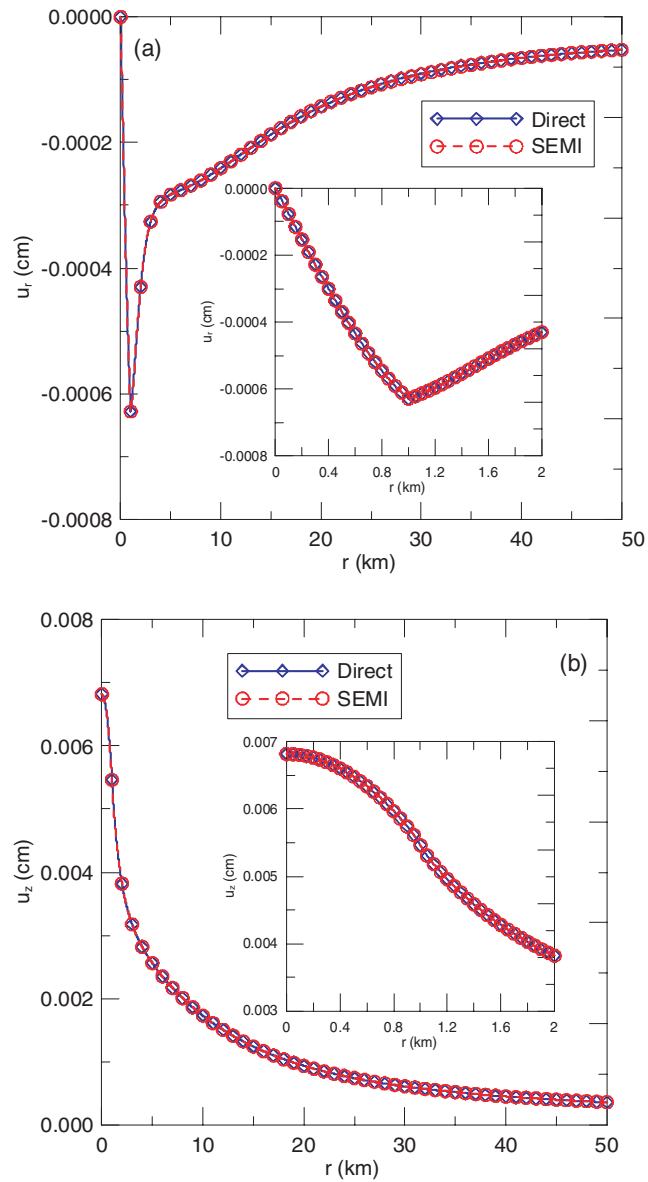 0.0000
(a)
-0.0002
Direct
SEMI
0.0000
-0.0002
-0.0004
-0.0006
-0.0008
u_r (cm)
0 0.4 0.8 1.2 1.6 2
r (km)
-0.0004
u_r (cm)
-0.0006
-0.0008
0 10 20 30 40 50
r (km)
0.008
(b)
Direct
SEMI
0.006
0.007
0.006
0.005
0.004
0.003
u_z (cm)
0 0.4 0.8 1.2 1.6 2
r (km)
0.004
u_z (cm)
0.002
0.000
0 10 20 30 40 50
r (km)